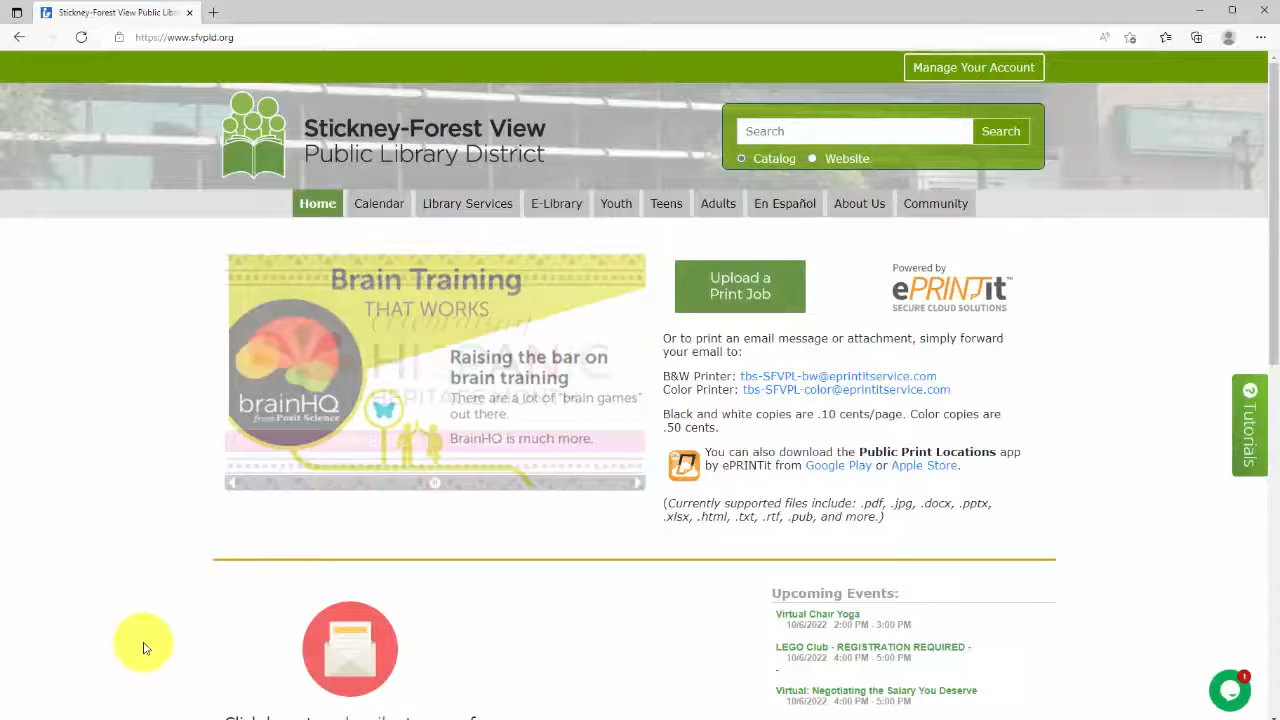 Stickney-Forest View Public Libra
https://www.sfvpld.org
Manage Your Account
Stickney-Forest View
Public Library District
Search
Search
Catalog
Website
Home
Calendar
Library Services
E-Library
Youth
Teens
Adults
En Español
About Us
Community
Brain Training
THAT WORKS
Raising the bar on
brain training
There are a lot of "brain games"
out there.
BrainHQ is much more.
brainHQ
from Posit Science
Upload a
Print Job
Powered by
ePRINTit™
SECURE CLOUD SOLUTIONS
Or to print an email message or attachment, simply forward
your email to:
B&W Printer: tbs-SFVPL-bw@eprintitservice.com
Color Printer: tbs-SFVPL-color@eprintitservice.com
Black and white copies are .10 cents/page. Color copies are
.50 cents.
You can also download the Public Print Locations app
by ePRINTit from Google Play or Apple Store.
(Currently supported files include: .pdf, .jpg, .docx, .pptx,
.xlsx, .html, .txt, .rtf, .pub, and more.)
Tutorials
Upcoming Events:
Virtual Chair Yoga
10/6/2022 2:00 PM - 3:00 PM
LEGO Club - REGISTRATION REQUIRED -
10/6/2022 4:00 PM - 5:00 PM
-
Virtual: Negotiating the Salary You Deserve
10/6/2022 4:00 PM - 5:00 PM
1